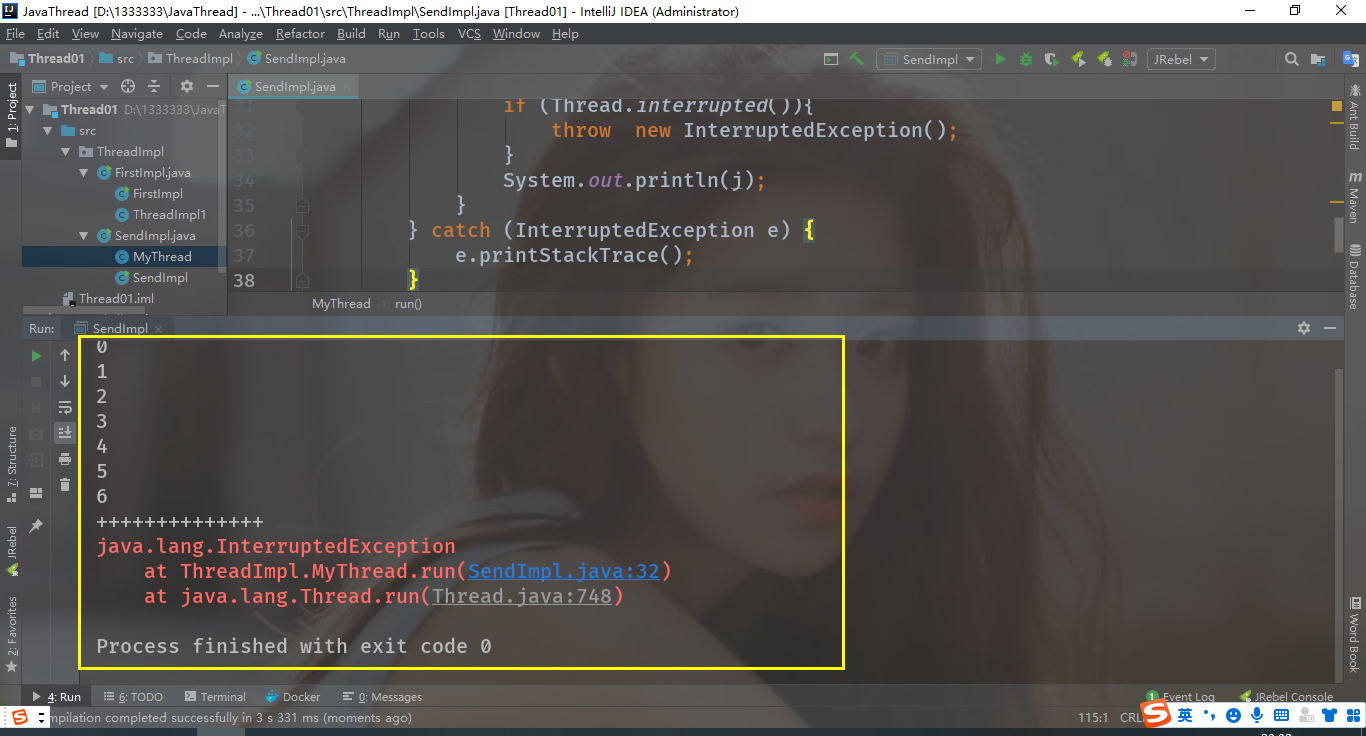 JavaThread [D:\1333333\JavaThread] - ...\Thread01\src\ThreadImpl\SendImpl.java [Thread01] - IntelliJ IDEA (Administrator)
File Edit View Navigate Code Analyze Refactor Build Run Tools VCS Window Help
Thread01 src ThreadImpl SendImpl.java
SendImpl
JRebel
Project
SendImpl.java
1: Project
Thread01 D:\1333333\JavaT
src
ThreadImpl
FirstImpl.java
FirstImpl
ThreadImpl1
SendImpl.java
MyThread
SendImpl
Thread01.iml
31 if (Thread.interrupted()){
32 throw new InterruptedException();
33 }
34 System.out.println(j);
35 }
36 } catch (InterruptedException e) {
37 e.printStackTrace();
38 }
MyThread run()
Ant Build
Maven
Database
Word Book
Run: SendImpl
0
1
2
3
4
5
6
++++++++++++++
java.lang.InterruptedException
at ThreadImpl.MyThread.run(SendImpl.java:32)
at java.lang.Thread.run(Thread.java:748)
Process finished with exit code 0
7: Structure
JRebel
2: Favorites
4: Run 6: TODO Terminal Docker 0: Messages
1 Event Log JRebel Console
mpilation completed successfully in 3 s 331 ms (moments ago)
115:1 CRL
英